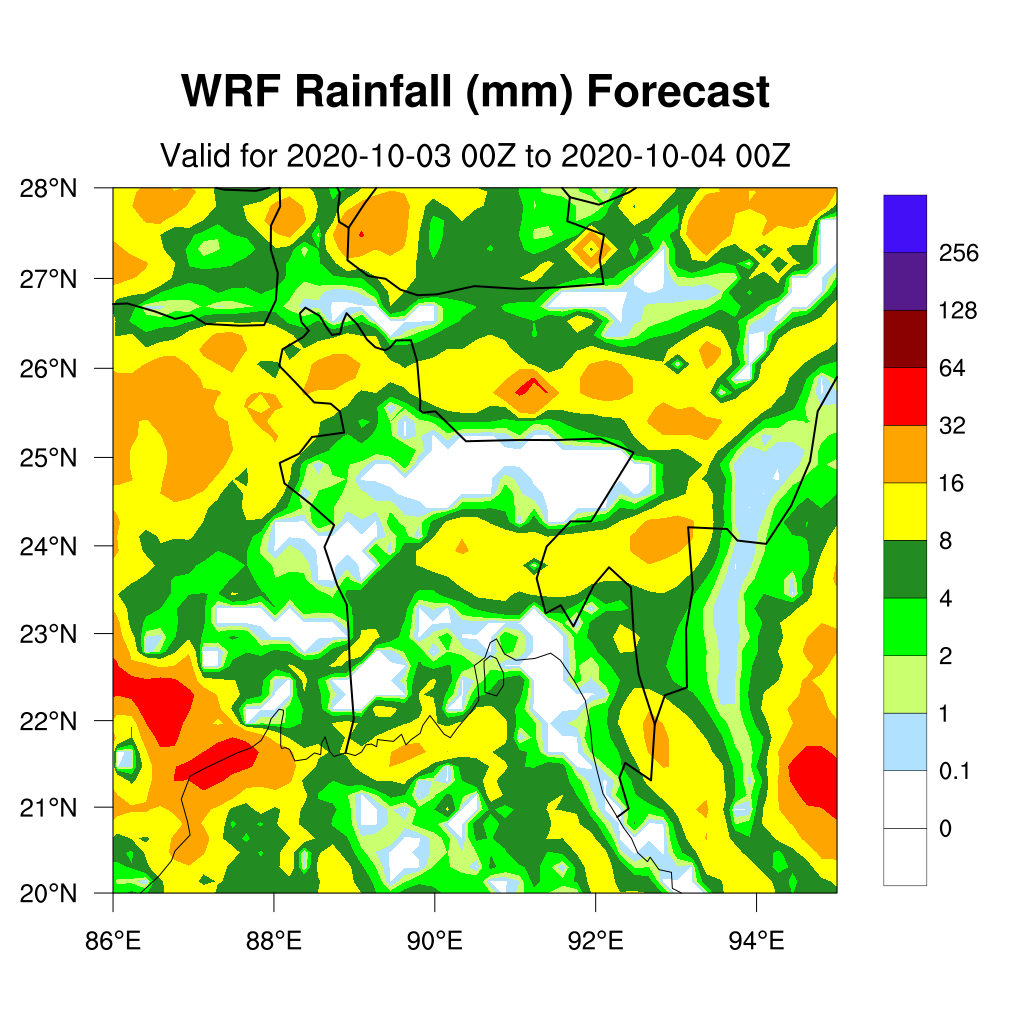 WRF Rainfall (mm) Forecast
Valid for 2020-10-03 00Z to 2020-10-04 00Z
28°N
27°N
26°N
25°N
24°N
23°N
22°N
21°N
20°N
86°E 88°E 90°E 92°E 94°E
256
128
64
32
16
8
4
2
1
0.1
0